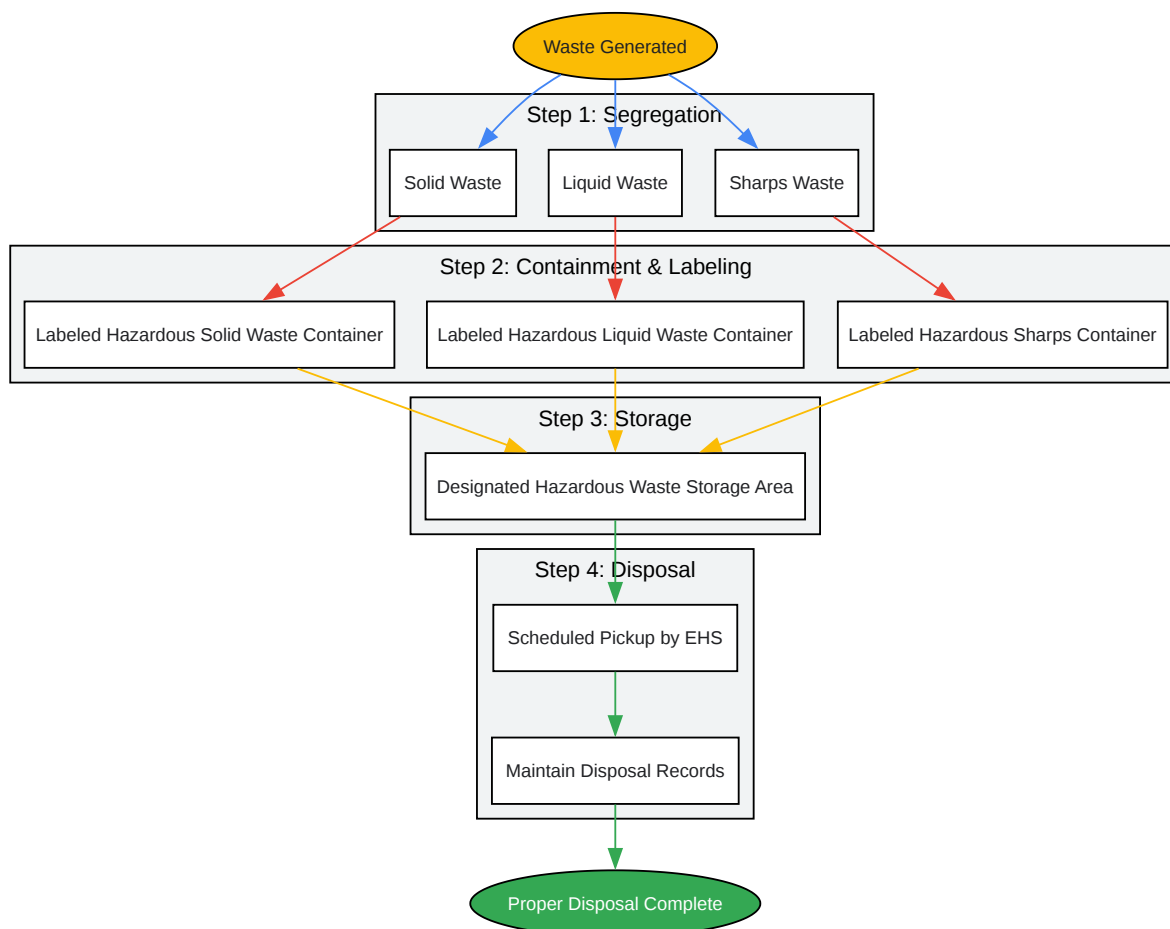 Waste Generated
Step 1: Segregation
Solid Waste
Liquid Waste
Sharps Waste
Step 2: Containment & Labeling
Labeled Hazardous Solid Waste Container
Labeled Hazardous Liquid Waste Container
Labeled Hazardous Sharps Container
Step 3: Storage
Designated Hazardous Waste Storage Area
Step 4: Disposal
Scheduled Pickup by EHS
Maintain Disposal Records
Proper Disposal Complete